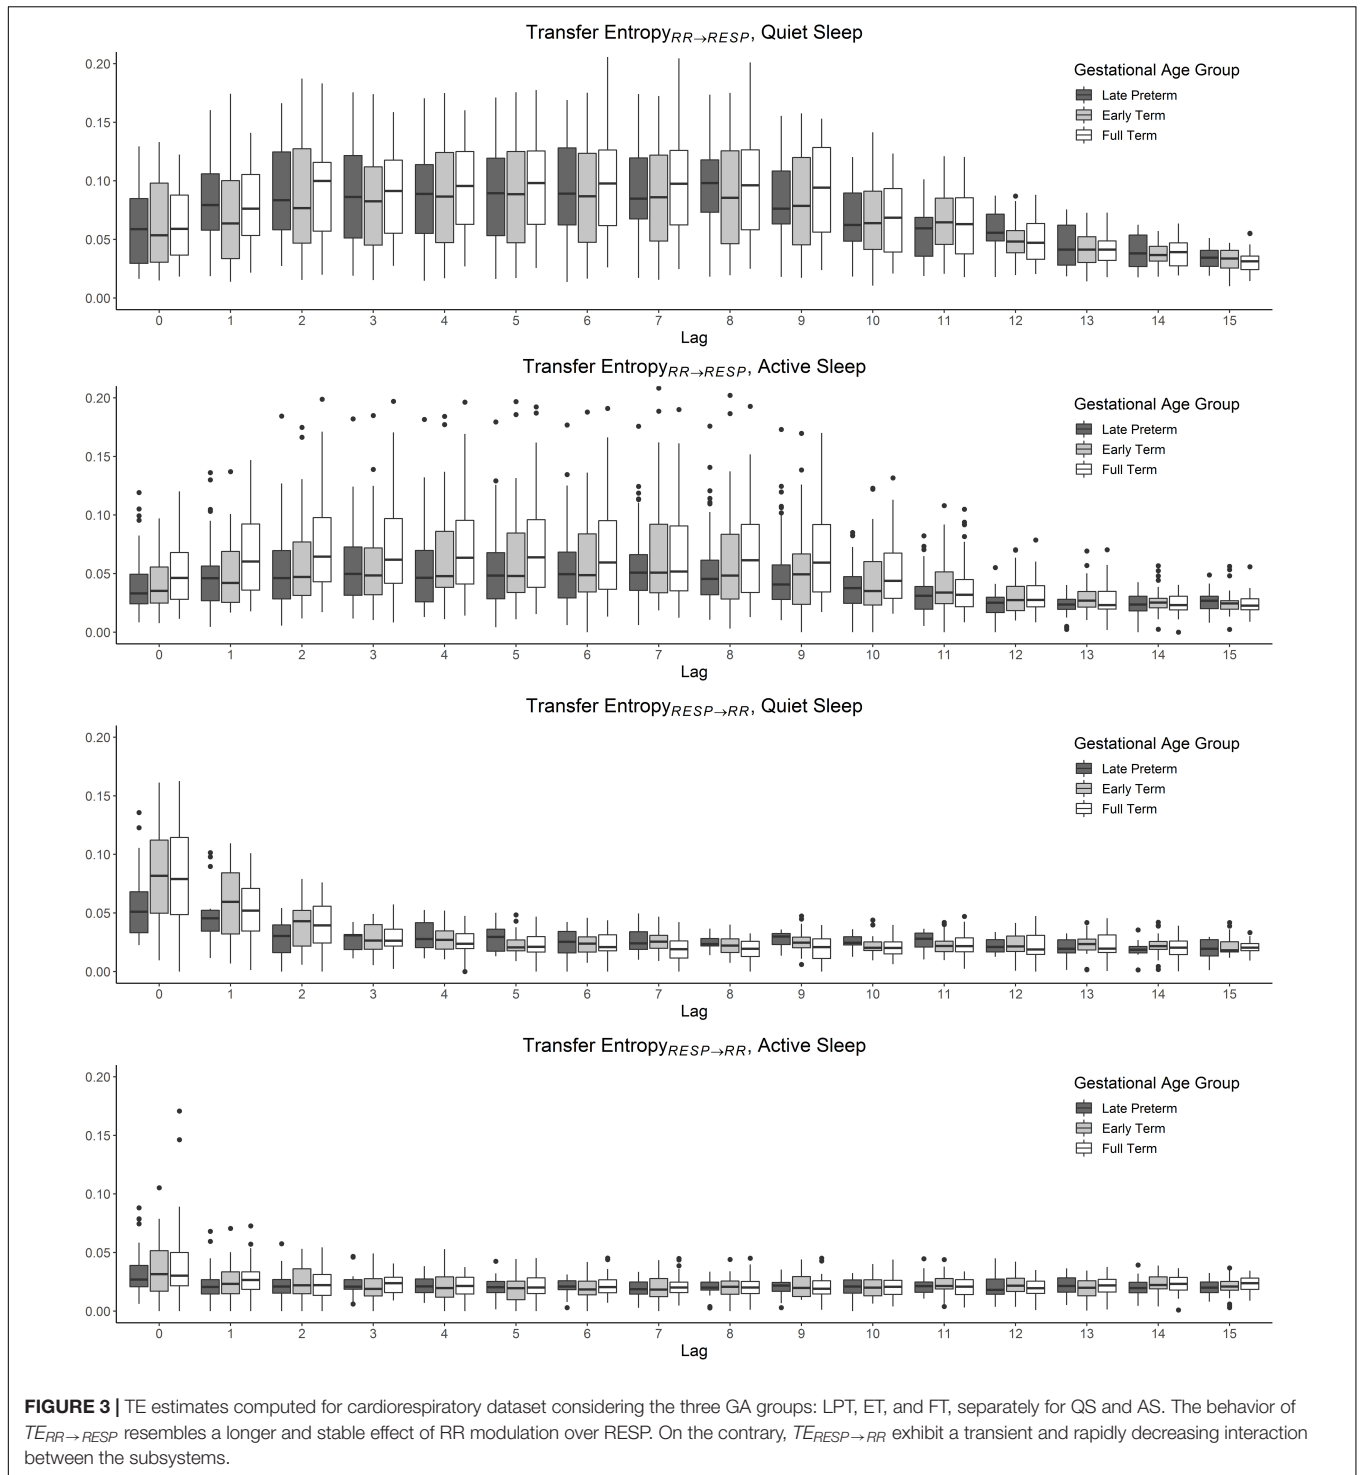 Transfer Entropy RR→RESP, Quiet Sleep
Gestational Age Group
Late Preterm
Early Term
Full Term
0.20
0.15
0.10
0.05
0.00
0 1 2 3 4 5 6 7 8 9 10 11 12 13 14 15
Lag
Transfer Entropy RR→RESP, Active Sleep
Gestational Age Group
Late Preterm
Early Term
Full Term
0.20
0.15
0.10
0.05
0.00
0 1 2 3 4 5 6 7 8 9 10 11 12 13 14 15
Lag
Transfer Entropy RESP→RR, Quiet Sleep
Gestational Age Group
Late Preterm
Early Term
Full Term
0.20
0.15
0.10
0.05
0.00
0 1 2 3 4 5 6 7 8 9 10 11 12 13 14 15
Lag
Transfer Entropy RESP→RR, Active Sleep
Gestational Age Group
Late Preterm
Early Term
Full Term
0.20
0.15
0.10
0.05
0.00
0 1 2 3 4 5 6 7 8 9 10 11 12 13 14 15
Lag
FIGURE 3 | TE estimates computed for cardiorespiratory dataset considering the three GA groups: LPT, ET, and FT, separately for QS and AS. The behavior of
TE RR→RESP resembles a longer and stable effect of RR modulation over RESP. On the contrary, TE RESP→RR exhibit a transient and rapidly decreasing interaction
between the subsystems.